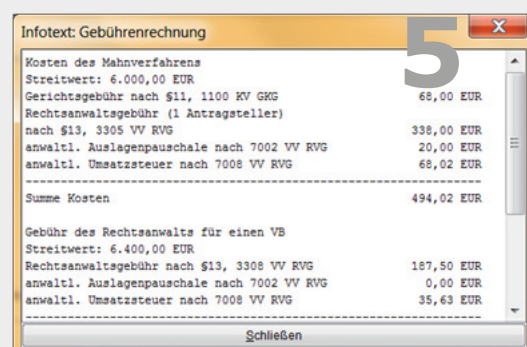 Infotext: Gebührenrechnung
5
Kosten des Mahnverfahrens
Streitwert: 6.000,00 EUR
Gerichtsgebühr nach §11, 1100 KV GKG 68,00 EUR
Rechtsanwaltsgebühr (1 Antragsteller)
nach §13, 3305 VV RVG 338,00 EUR
anwaltl. Auslagenpauschale nach 7002 VV RVG 20,00 EUR
anwaltl. Umsatzsteuer nach 7008 VV RVG 68,02 EUR
Summe Kosten 494,02 EUR
Gebühr des Rechtsanwalts für einen VB
Streitwert: 6.400,00 EUR
Rechtsanwaltsgebühr nach §13, 3308 VV RVG 187,50 EUR
anwaltl. Auslagenpauschale nach 7002 VV RVG 0,00 EUR
anwaltl. Umsatzsteuer nach 7008 VV RVG 35,63 EUR
Schließen